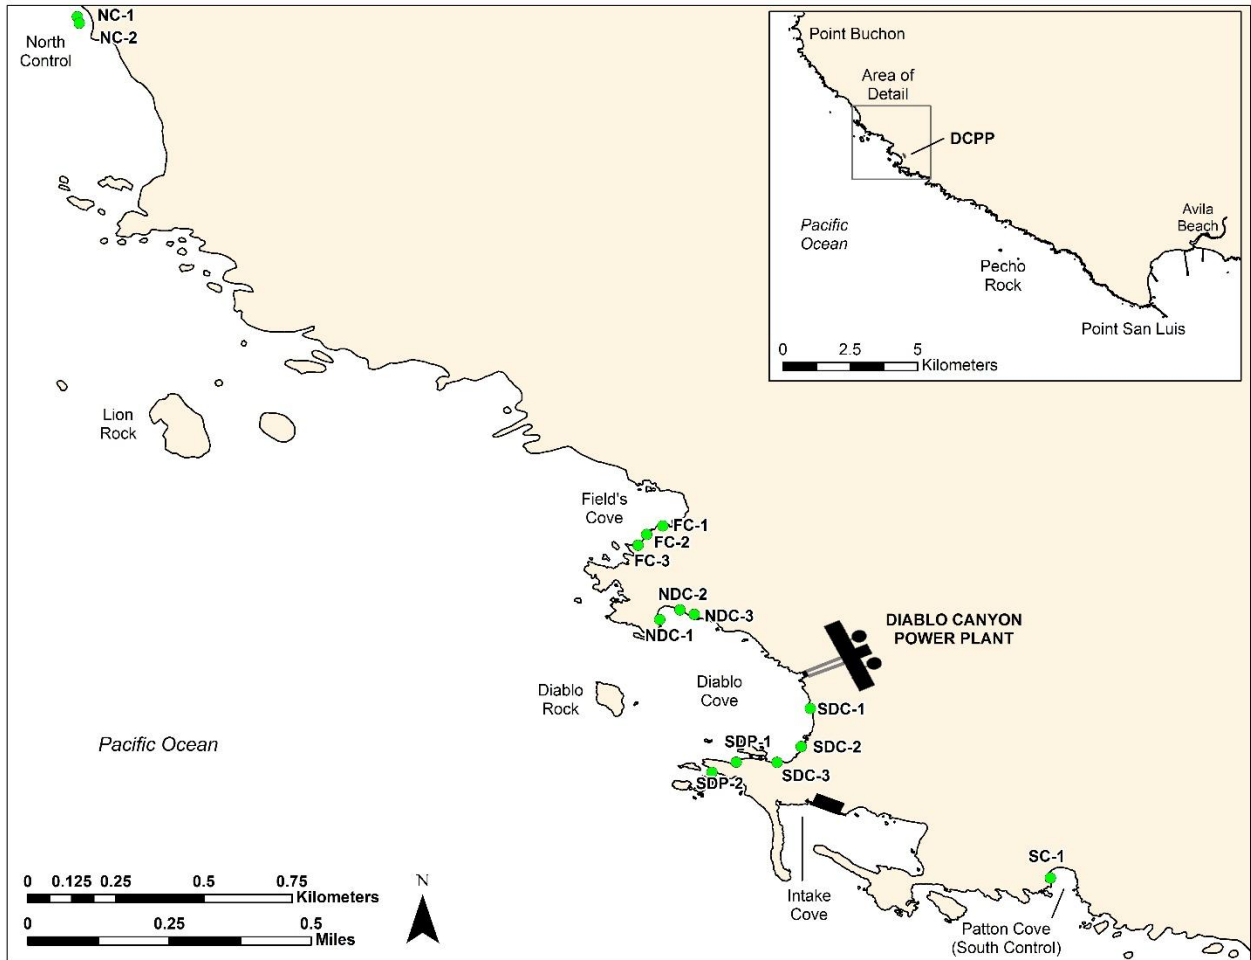 NC-1
NC-2
North
Control
Point Buchon
Area of
Detail
DCPP
Pacific
Ocean
Avila
Beach
Pecho
Rock
Point San Luis
0 2.5 5
Kilometers
Lion
Rock
Field's
Cove
FC-1
FC-2
FC-3
NDC-2
NDC-3
NDC-1
DIABLO CANYON
POWER PLANT
Diablo
Rock
Diablo
Cove
SDC-1
Pacific Ocean
SDP-1
SDC-2
SDC-3
SDP-2
SC-1
Intake
Cove
Patton Cove
(South Control)
0 0.125 0.25 0.5 0.75
Kilometers
0 0.25 0.5
Miles
N